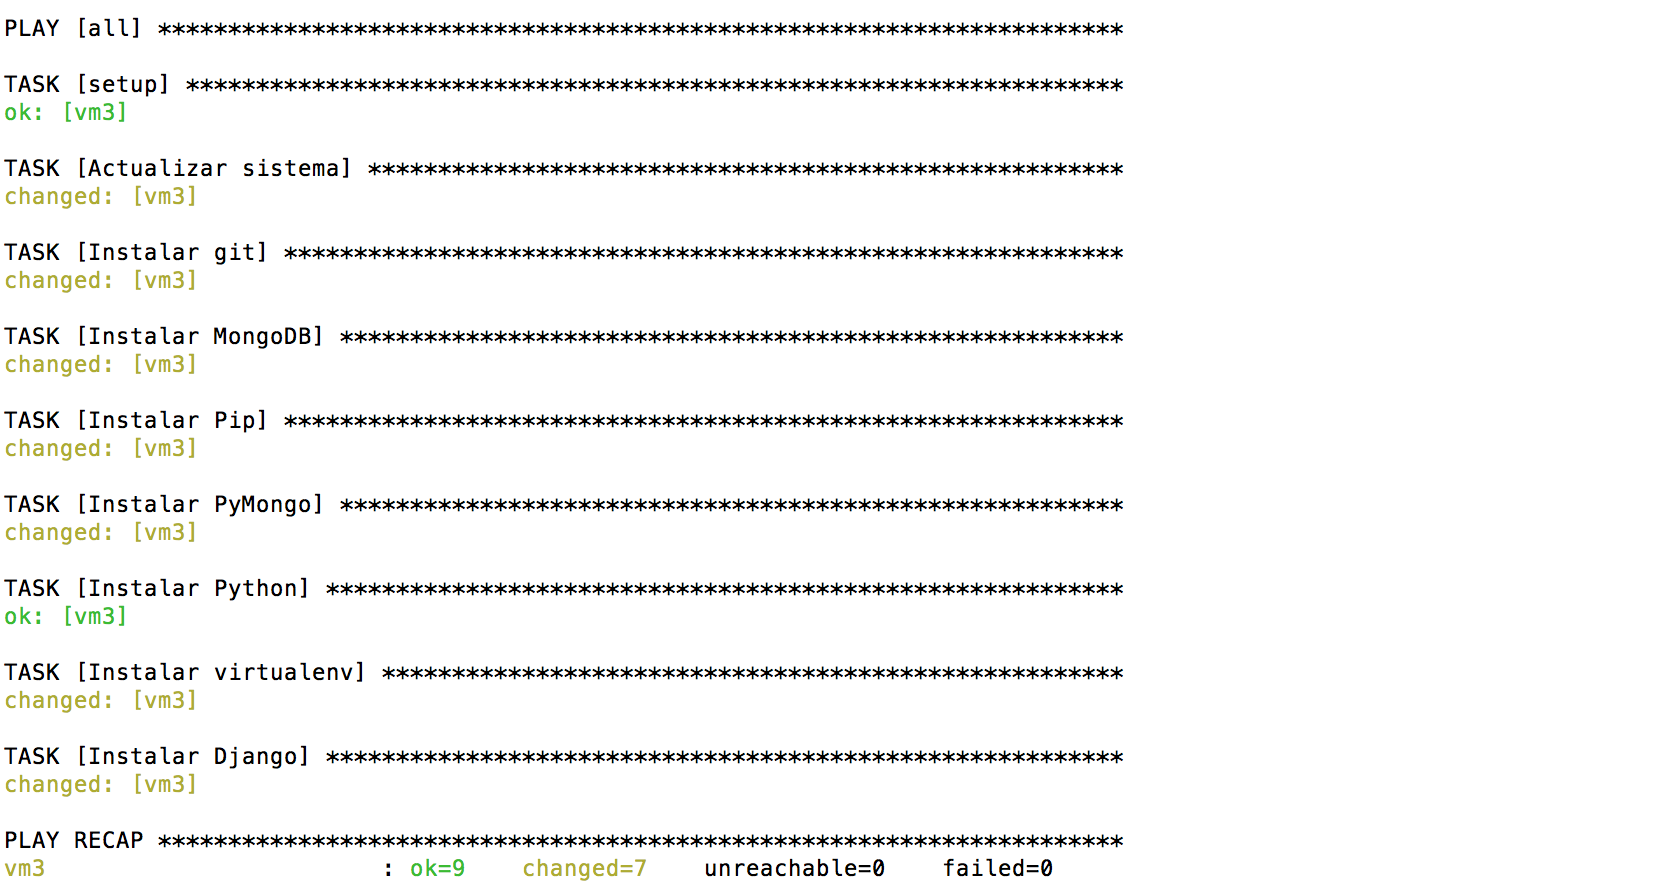 PLAY [all] *********************************************************************
TASK [setup] *******************************************************************
ok: [vm3]
TASK [Actualizar sistema] ******************************************************
changed: [vm3]
TASK [Instalar git] ************************************************************
changed: [vm3]
TASK [Instalar MongoDB] ********************************************************
changed: [vm3]
TASK [Instalar Pip] ************************************************************
changed: [vm3]
TASK [Instalar PyMongo] ********************************************************
changed: [vm3]
TASK [Instalar Python] *********************************************************
ok: [vm3]
TASK [Instalar virtualenv] *****************************************************
changed: [vm3]
TASK [Instalar Django] *********************************************************
changed: [vm3]
PLAY RECAP *********************************************************************
vm3                        : ok=9    changed=7    unreachable=0    failed=0